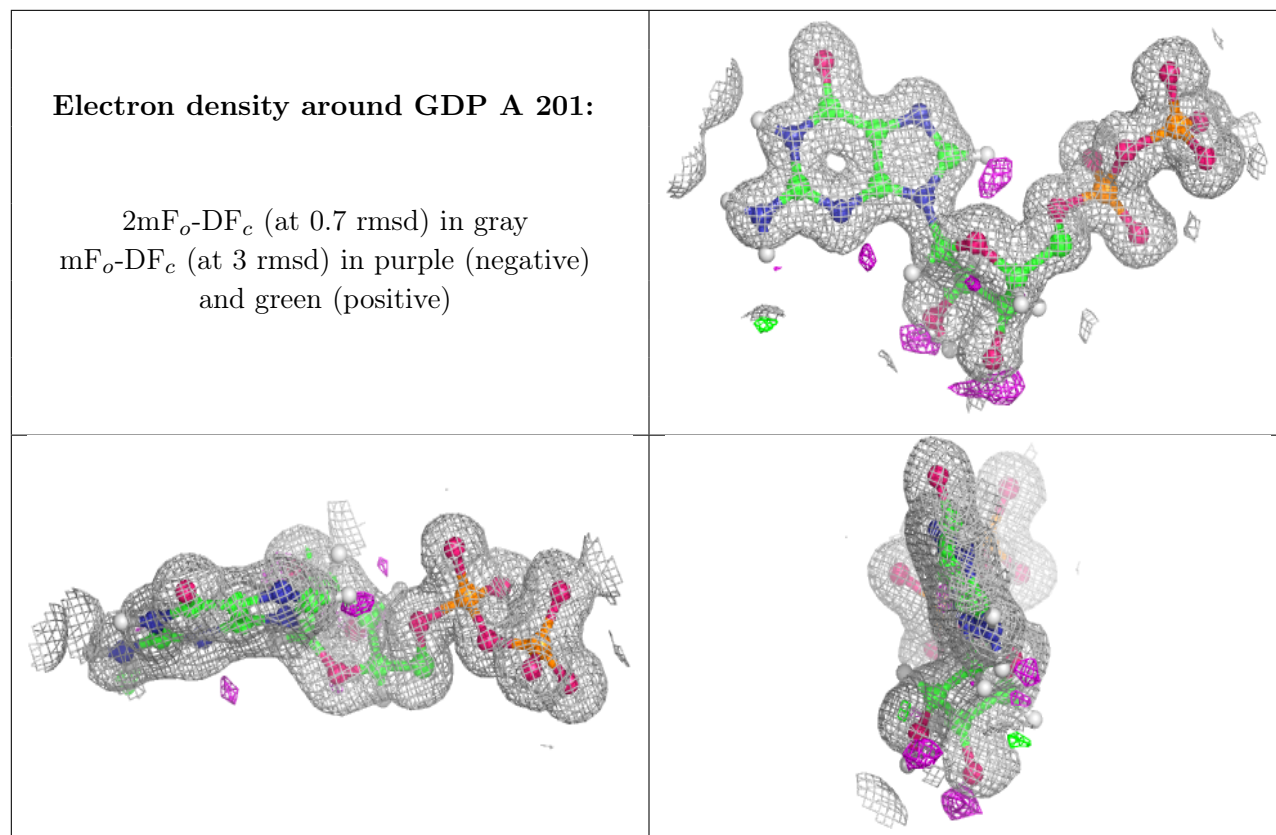 Electron density around GDP A 201:
2mFo-DFc (at 0.7 rmsd) in gray
mFo-DFc (at 3 rmsd) in purple (negative)
and green (positive)